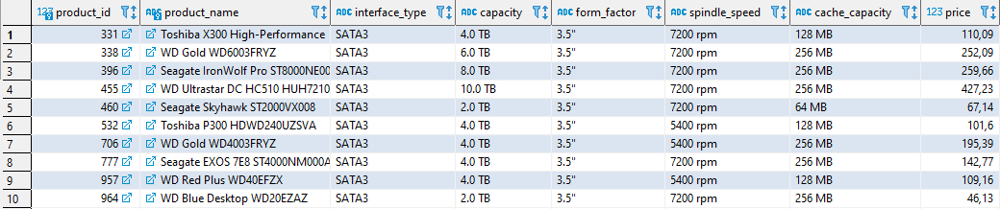 123 product_id ABC product_name ABC interface_type ABC capacity ABC form_factor ABC spindle_speed ABC cache_capacity 123 price
1 331 Toshiba X300 High-Performance SATA3 4.0 TB 3.5" 7200 rpm 128 MB 110,09
2 338 WD Gold WD6003FRYZ SATA3 6.0 TB 3.5" 7200 rpm 256 MB 252,09
3 396 Seagate IronWolf Pro ST8000NE00 SATA3 8.0 TB 3.5" 7200 rpm 256 MB 259,66
4 455 WD Ultrastar DC HC510 HUH7210 SATA3 10.0 TB 3.5" 7200 rpm 256 MB 427,23
5 460 Seagate Skyhawk ST2000VX008 SATA3 2.0 TB 3.5" 7200 rpm 64 MB 67,14
6 532 Toshiba P300 HDWD240UZSVA SATA3 4.0 TB 3.5" 5400 rpm 128 MB 101,6
7 706 WD Gold WD4003FRYZ SATA3 4.0 TB 3.5" 7200 rpm 256 MB 195,39
8 777 Seagate EXOS 7E8 ST4000NM000A SATA3 4.0 TB 3.5" 7200 rpm 256 MB 142,77
9 957 WD Red Plus WD40EFZX SATA3 4.0 TB 3.5" 5400 rpm 128 MB 109,16
10 964 WD Blue Desktop WD20EZAZ SATA3 2.0 TB 3.5" 5400 rpm 256 MB 46,13